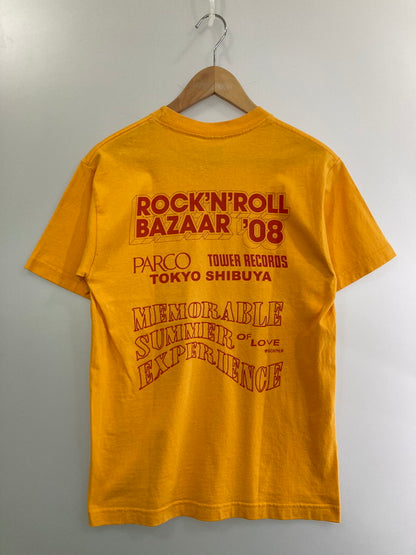 ROCK'N'ROLL
BAZAAR '08
PARCO TOWER RECORDS
TOKYO SHIBUYA
MEMORABLE
SUMMER OF LOVE
EXPERIENCE